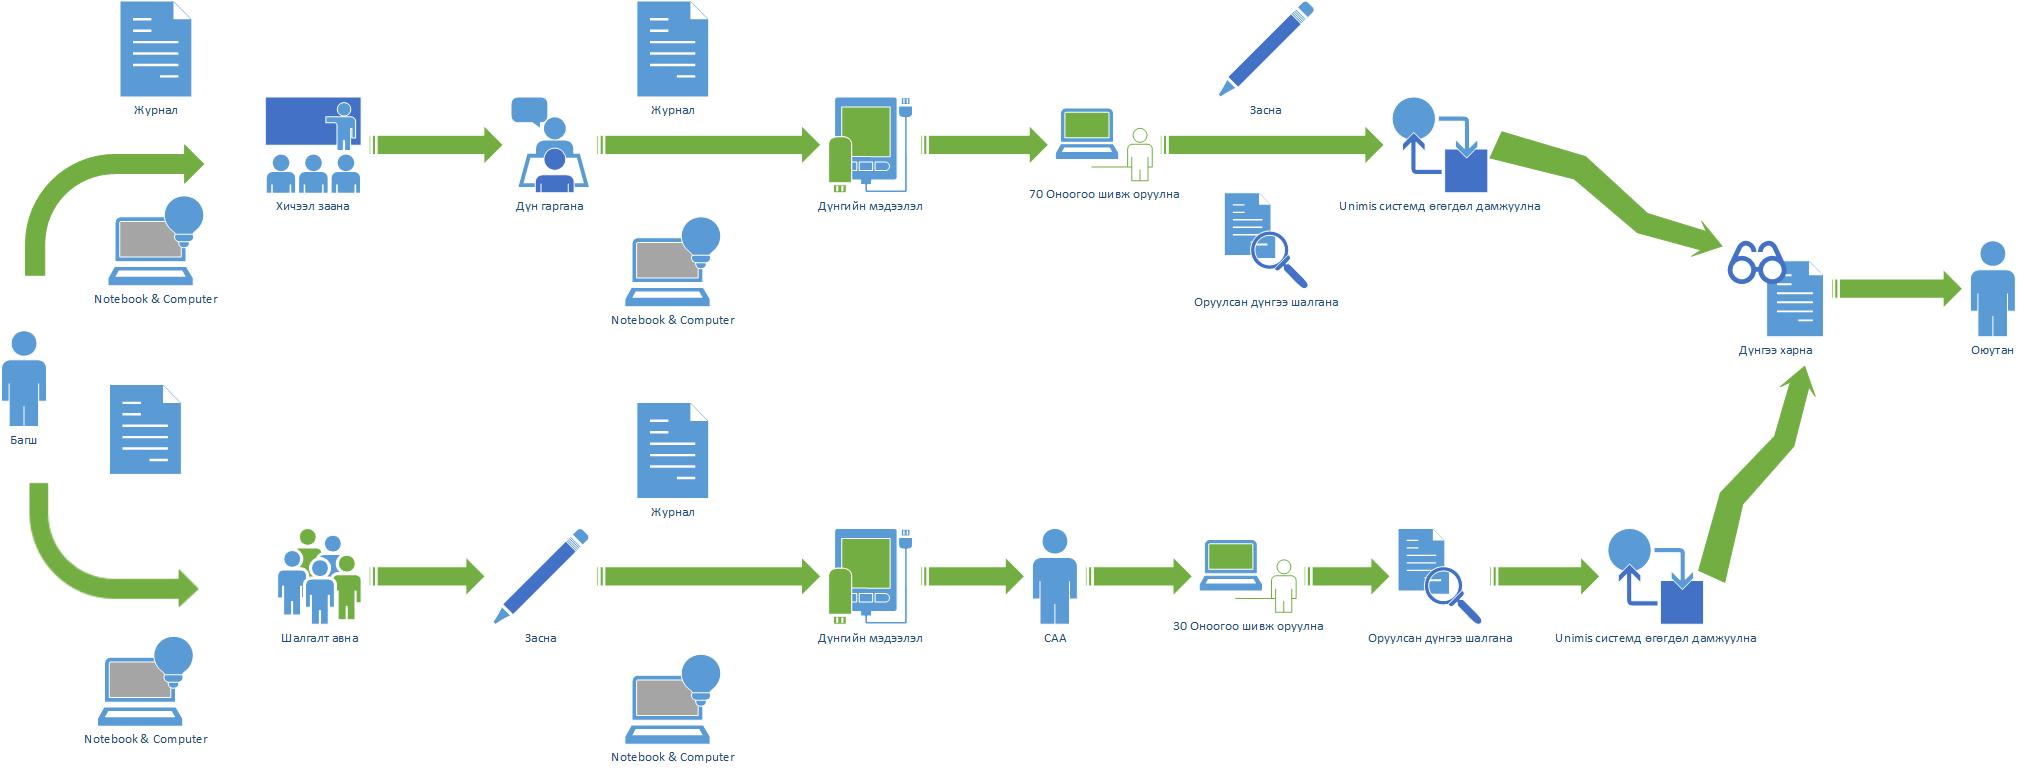 Журнал
Журнал
Засна
Хичээл заана
Дүн гаргана
Дүнгийн мэдээлэл
70 Оноогоо шивж оруулна
Unimis системд өгөгдөл дамжуулна
Notebook & Computer
Notebook & Computer
Оруулсан дүнгээ шалгана
Дүнгээ харна
Оюутан
Багш
Журнал
Шалгалт авна
Засна
Дүнгийн мэдээлэл
САА
30 Оноогоо шивж оруулна
Оруулсан дүнгээ шалгана
Unimis системд өгөгдөл дамжуулна
Notebook & Computer
Notebook & Computer